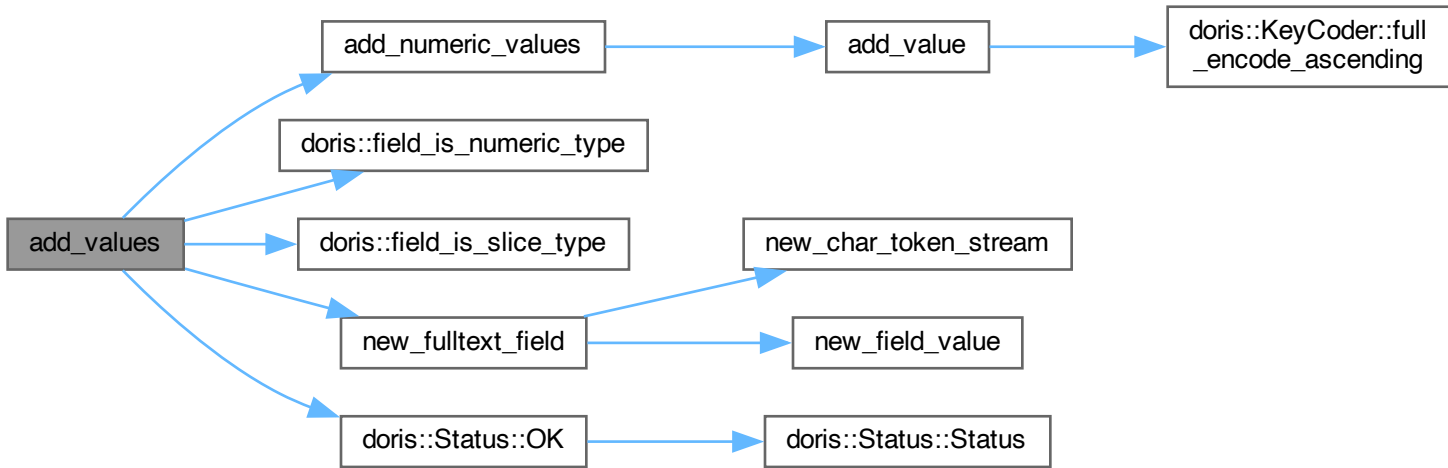 add_numeric_values
add_value
doris::KeyCoder::full
_encode_ascending
doris::field_is_numeric_type
add_values
doris::field_is_slice_type
new_char_token_stream
new_fulltext_field
new_field_value
doris::Status::OK
doris::Status::Status